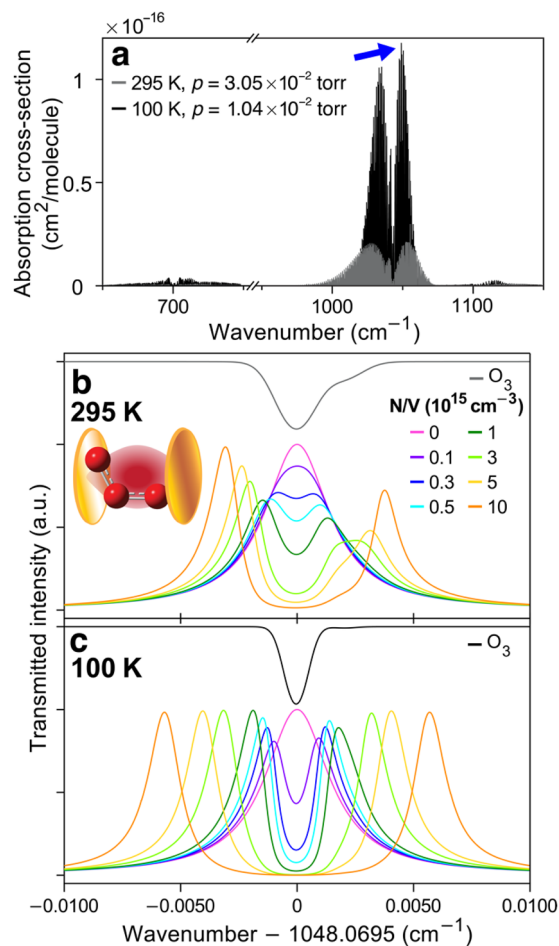 ×10⁻¹⁶
a
295 K, p = 3.05×10⁻² torr
100 K, p = 1.04×10⁻² torr
Absorption cross-section
(cm²/molecule)
1
0.5
0
700
1000
1100
Wavenumber (cm⁻¹)
b
295 K
O₃
N/V (10¹⁵ cm⁻³)
0 1
0.1 3
0.3 5
0.5 10
Transmitted intensity (a.u.)
c
100 K
O₃
−0.0100 −0.0050 0 0.0050 0.0100
Wavenumber − 1048.0695 (cm⁻¹)